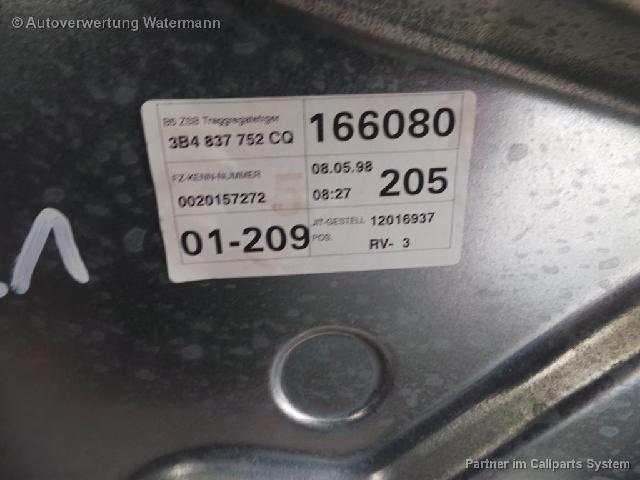 © Autoverwertung Watermann
B5 ZSB Traggregateträger
3B4 837 752 CQ
166080
FZ-KENN-NUMMER
0020157272
08.05.98
08:27
205
01-209
JIT-GESTELL 12016937
POS.
RV- 3
Partner im Callparts System